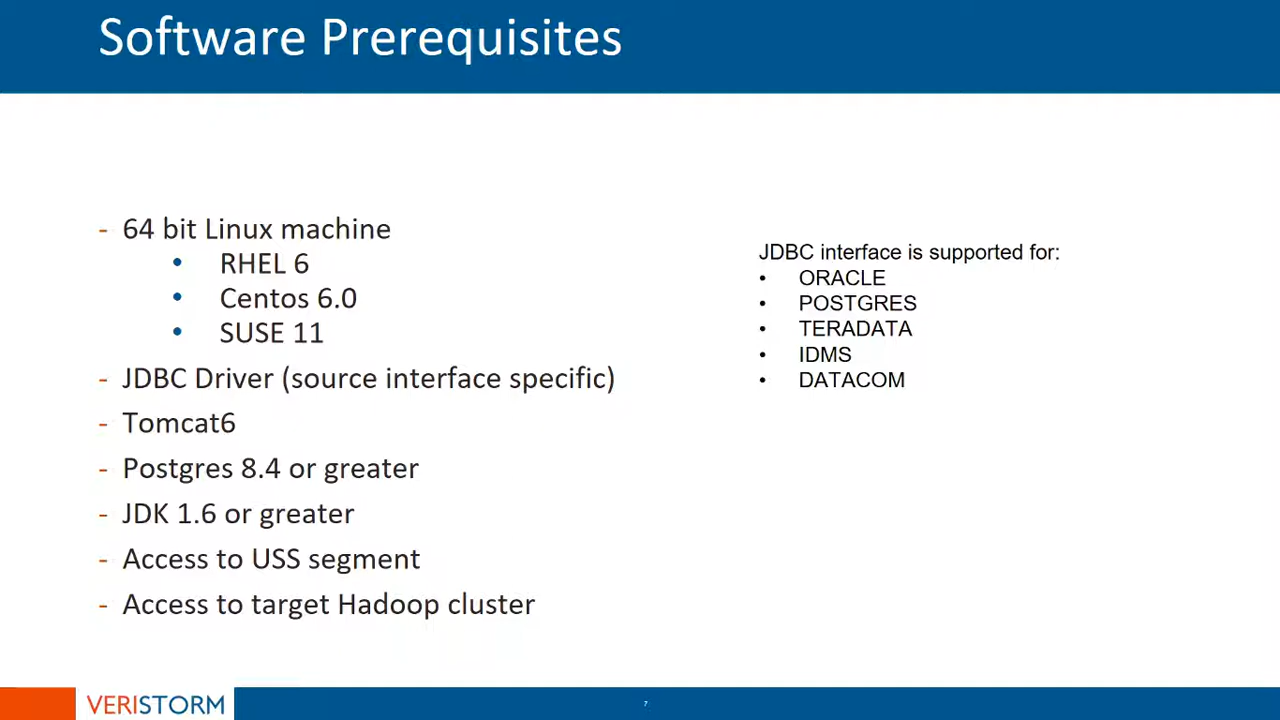 Software Prerequisites
- 64 bit Linux machine
• RHEL 6
• Centos 6.0
• SUSE 11
- JDBC Driver (source interface specific)
- Tomcat6
- Postgres 8.4 or greater
- JDK 1.6 or greater
- Access to USS segment
- Access to target Hadoop cluster
JDBC interface is supported for:
• ORACLE
• POSTGRES
• TERADATA
• IDMS
• DATACOM
VERISTORM
7